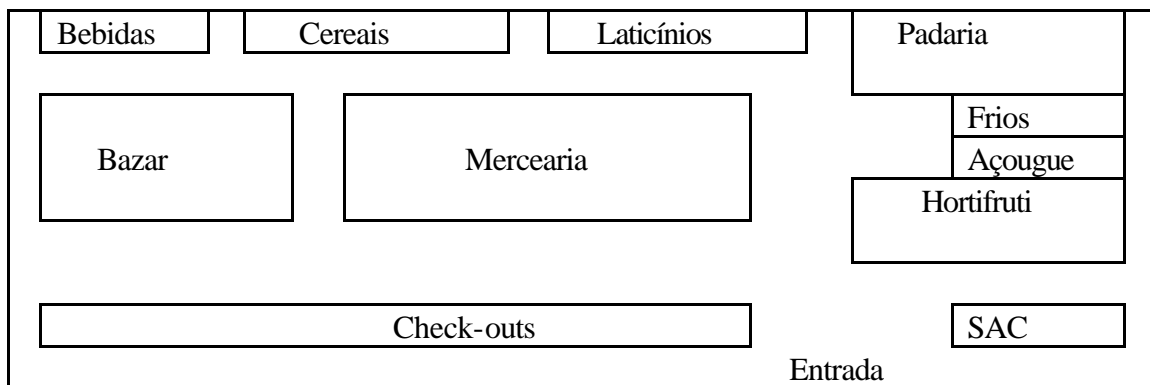 Bebidas
Cereais
Laticínios
Padaria
Frios
Bazar
Mercearia
Açougue
Hortifruti
Check-outs
SAC
Entrada